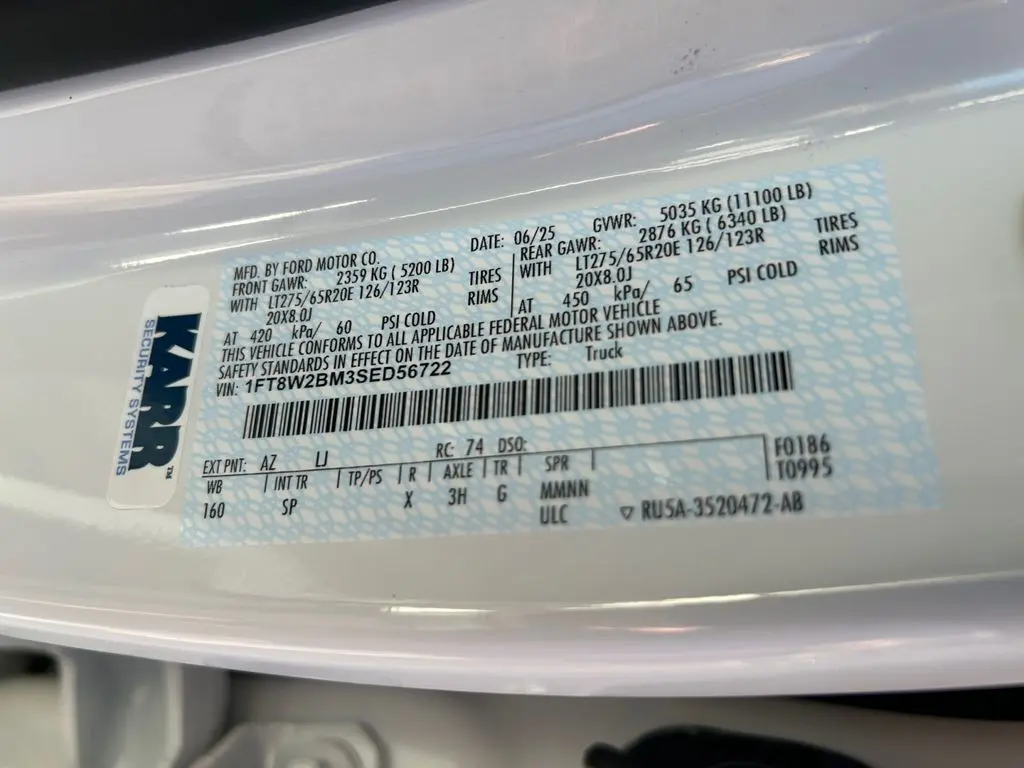 MFD. BY FORD MOTOR CO.
DATE: 06/25 GVWR: 5035 KG (11100 LB)
FRONT GAWR: 2359 KG ( 5200 LB) REAR GAWR: 2876 KG ( 6340 LB)
WITH LT275/65R20E 126/123R TIRES WITH LT275/65R20E 126/123R TIRES
20X8.0J RIMS 20X8.0J RIMS
AT 420 kPa/ 60 PSI COLD AT 450 kPa/ 65 PSI COLD
THIS VEHICLE CONFORMS TO ALL APPLICABLE FEDERAL MOTOR VEHICLE
SAFETY STANDARDS IN EFFECT ON THE DATE OF MANUFACTURE SHOWN ABOVE.
VIN: 1FT8W2BM3SED56722 TYPE: Truck
EXT PNT: AZ RC: 74 DSO: F0186
WB INT TR TP/PS R AXLE TR SPR T0995
160 SP X 3H G MMNN
ULC ▽ RU5A-3520472-AB
KARR™
SECURITY SYSTEMS